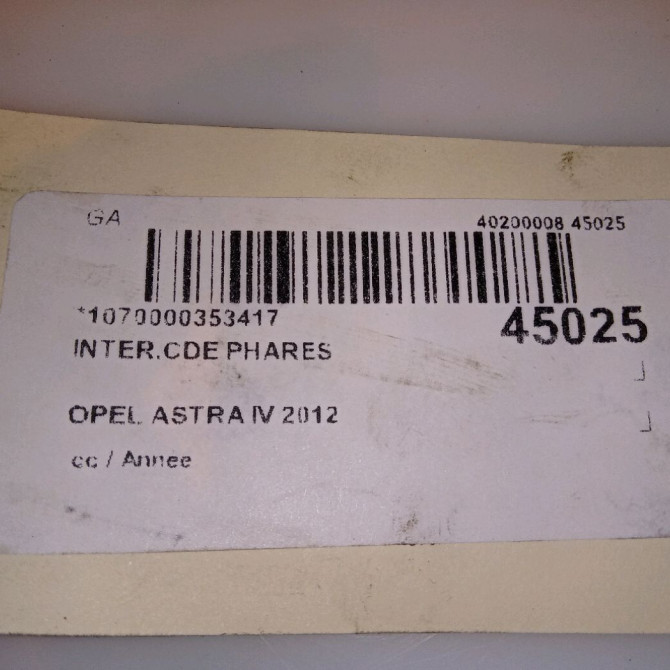 GA
40200008 45025
*1070000353417
45025
INTER.CDE PHARES
OPEL ASTRA IV 2012
cc / Annee